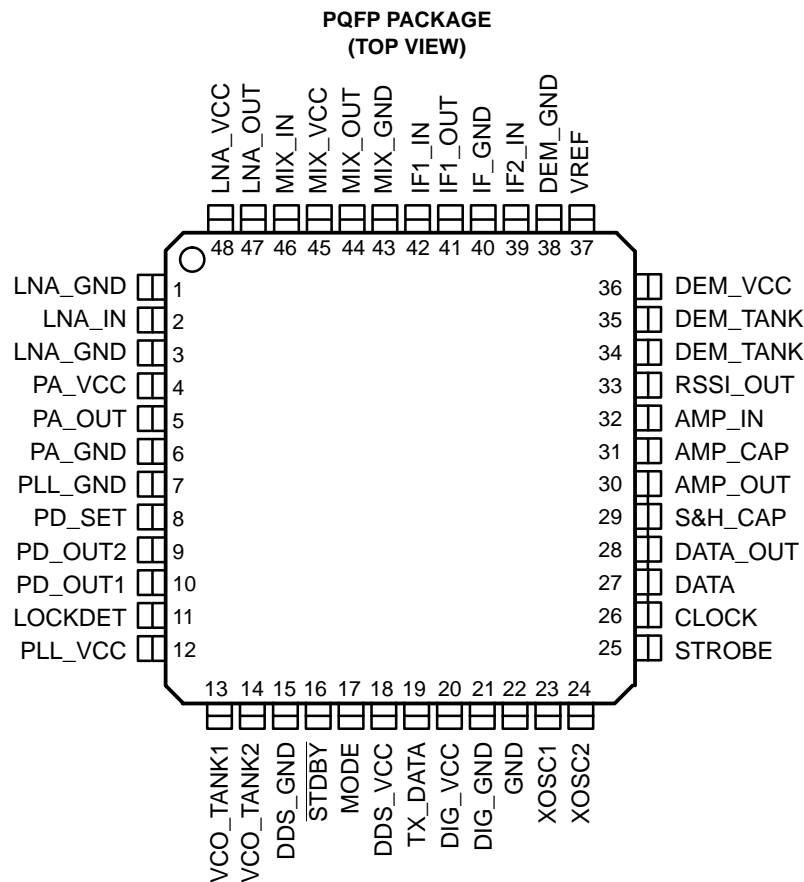 PQFP PACKAGE
(TOP VIEW)
LNA_VCC
LNA_OUT
MIX_IN
MIX_VCC
MIX_OUT
MIX_GND
IF1_IN
IF1_OUT
IF_GND
IF2_IN
DEM_GND
VREF
48 47 46 45 44 43 42 41 40 39 38 37
LNA_GND 1
LNA_IN 2
LNA_GND 3
PA_VCC 4
PA_OUT 5
PA_GND 6
PLL_GND 7
PD_SET 8
PD_OUT2 9
PD_OUT1 10
LOCKDET 11
PLL_VCC 12
36 DEM_VCC
35 DEM_TANK
34 DEM_TANK
33 RSSI_OUT
32 AMP_IN
31 AMP_CAP
30 AMP_OUT
29 S&H_CAP
28 DATA_OUT
27 DATA
26 CLOCK
25 STROBE
13 14 15 16 17 18 19 20 21 22 23 24
VCO_TANK1
VCO_TANK2
DDS_GND
STDBY
MODE
DDS_VCC
TX_DATA
DIG_VCC
DIG_GND
GND
XOSC1
XOSC2